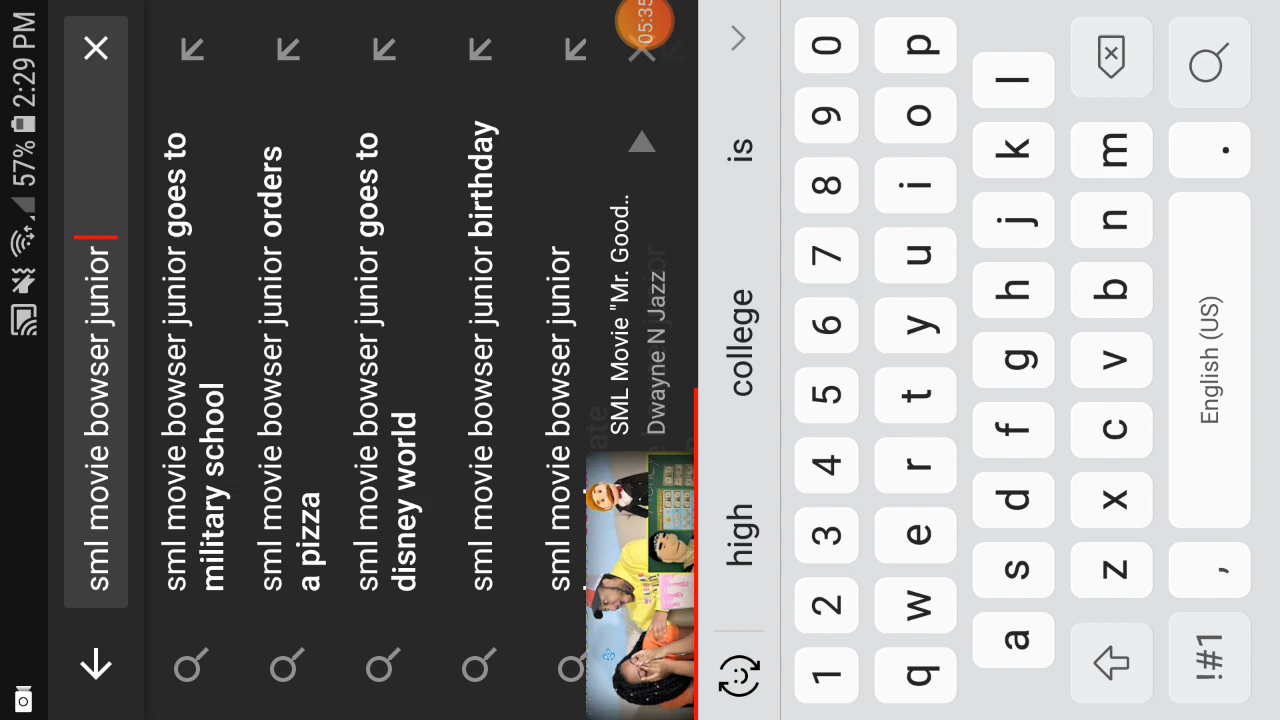 57% 2:29 PM
sml movie bowser junior
sml movie bowser junior goes to
military school
sml movie bowser junior orders
a pizza
sml movie bowser junior goes to
disney world
sml movie bowser junior birthday
sml movie bowser junior
05:35
SML Movie "Mr. Good..
Dwayne N Jazz
high college is
1 2 3 4 5 6 7 8 9 0
q w e r t y u i o p
a s d f g h j k l
z x c v b n m
!#1 , English (US) .